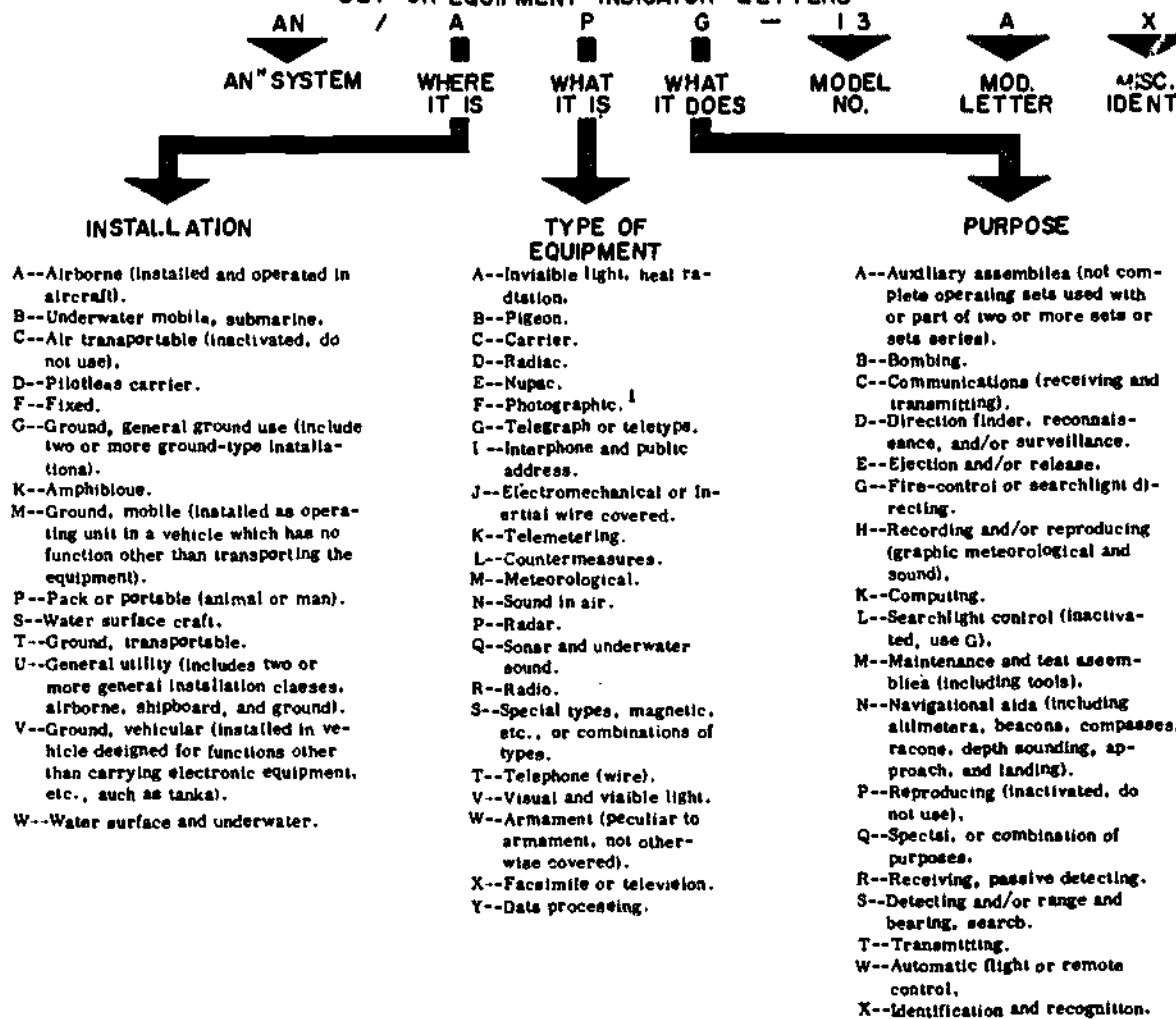 SET OR EQUIPMENT INDICATOR LETTERS
AN / A P G — 13 A X
AN" SYSTEM
WHERE
IT IS
WHAT
IT IS
WHAT
IT DOES
MODEL
NO.
MOD.
LETTER
MISC.
IDENT
INSTALLATION
A--Airborne (installed and operated in
aircraft).
B--Underwater mobile, submarine.
C--Air transportable (inactivated, do
not use).
D--Pilotless carrier.
F--Fixed.
G--Ground, general ground use (include
two or more ground-type installa-
tions).
K--Amphibious.
M--Ground, mobile (installed as opera-
ting unit in a vehicle which has no
function other than transporting the
equipment).
P--Pack or portable (animal or man).
S--Water surface craft.
T--Ground, transportable.
U--General utility (includes two or
more general installation classes,
airborne, shipboard, and ground).
V--Ground, vehicular (installed in ve-
hicle designed for functions other
than carrying electronic equipment,
etc., such as tanks).
W--Water surface and underwater.
TYPE OF
EQUIPMENT
A--Invisible light, heat ra-
diation.
B--Pigeon.
C--Carrier.
D--Radiac.
E--Nupac.
F--Photographic.1
G--Telegraph or teletype.
I --Interphone and public
address.
J--Electromechanical or in-
ertial wire covered.
K--Telemetering.
L--Countermeasures.
M--Meteorological.
N--Sound in air.
P--Radar.
Q--Sonar and underwater
sound.
R--Radio.
S--Special types, magnetic,
etc., or combinations of
types.
T--Telephone (wire).
V--Visual and visible light.
W--Armament (peculiar to
armament, not other-
wise covered).
X--Facsimile or television.
Y--Data processing.
PURPOSE
A--Auxiliary assemblies (not com-
plete operating sets used with
or part of two or more sets or
sets series).
B--Bombing.
C--Communications (receiving and
transmitting).
D--Direction finder, reconnais-
sance, and/or surveillance.
E--Ejection and/or release.
G--Fire-control or searchlight di-
recting.
H--Recording and/or reproducing
(graphic meteorological and
sound).
K--Computing.
L--Searchlight control (inactiva-
ted, use G).
M--Maintenance and test assem-
blies (including tools).
N--Navigational aids (including
altimeters, beacons, compasses,
racons, depth sounding, ap-
proach, and landing).
P--Reproducing (inactivated, do
not use).
Q--Special, or combination of
purposes.
R--Receiving, passive detecting.
S--Detecting and/or range and
bearing, search.
T--Transmitting.
W--Automatic flight or remote
control.
X--Identification and recognition.